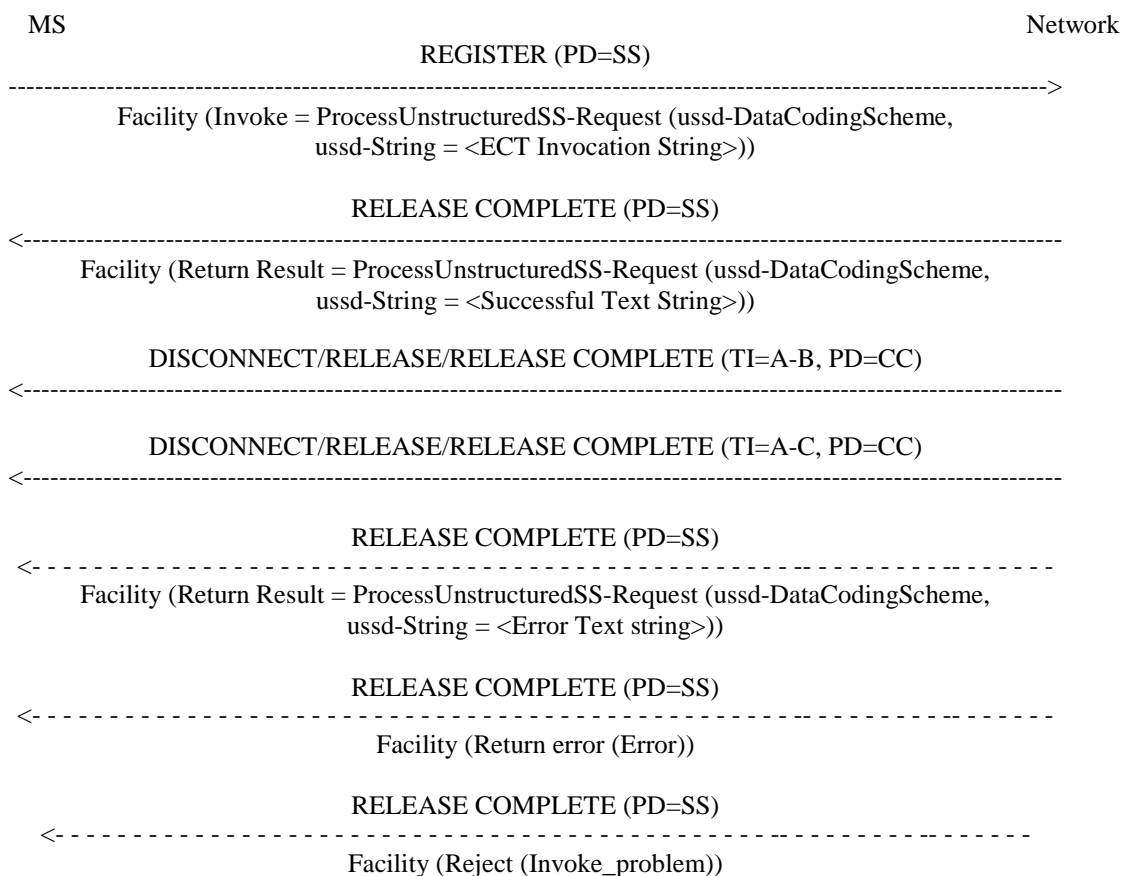 MS Network
REGISTER (PD=SS)
Facility (Invoke = ProcessUnstructuredSS-Request (ussd-DataCodingScheme,
ussd-String = <ECT Invocation String>))
RELEASE COMPLETE (PD=SS)
Facility (Return Result = ProcessUnstructuredSS-Request (ussd-DataCodingScheme,
ussd-String = <Successful Text String>))
DISCONNECT/RELEASE/RELEASE COMPLETE (TI=A-B, PD=CC)
DISCONNECT/RELEASE/RELEASE COMPLETE (TI=A-C, PD=CC)
RELEASE COMPLETE (PD=SS)
Facility (Return Result = ProcessUnstructuredSS-Request (ussd-DataCodingScheme,
ussd-String = <Error Text string>))
RELEASE COMPLETE (PD=SS)
Facility (Return error (Error))
RELEASE COMPLETE (PD=SS)
Facility (Reject (Invoke_problem))